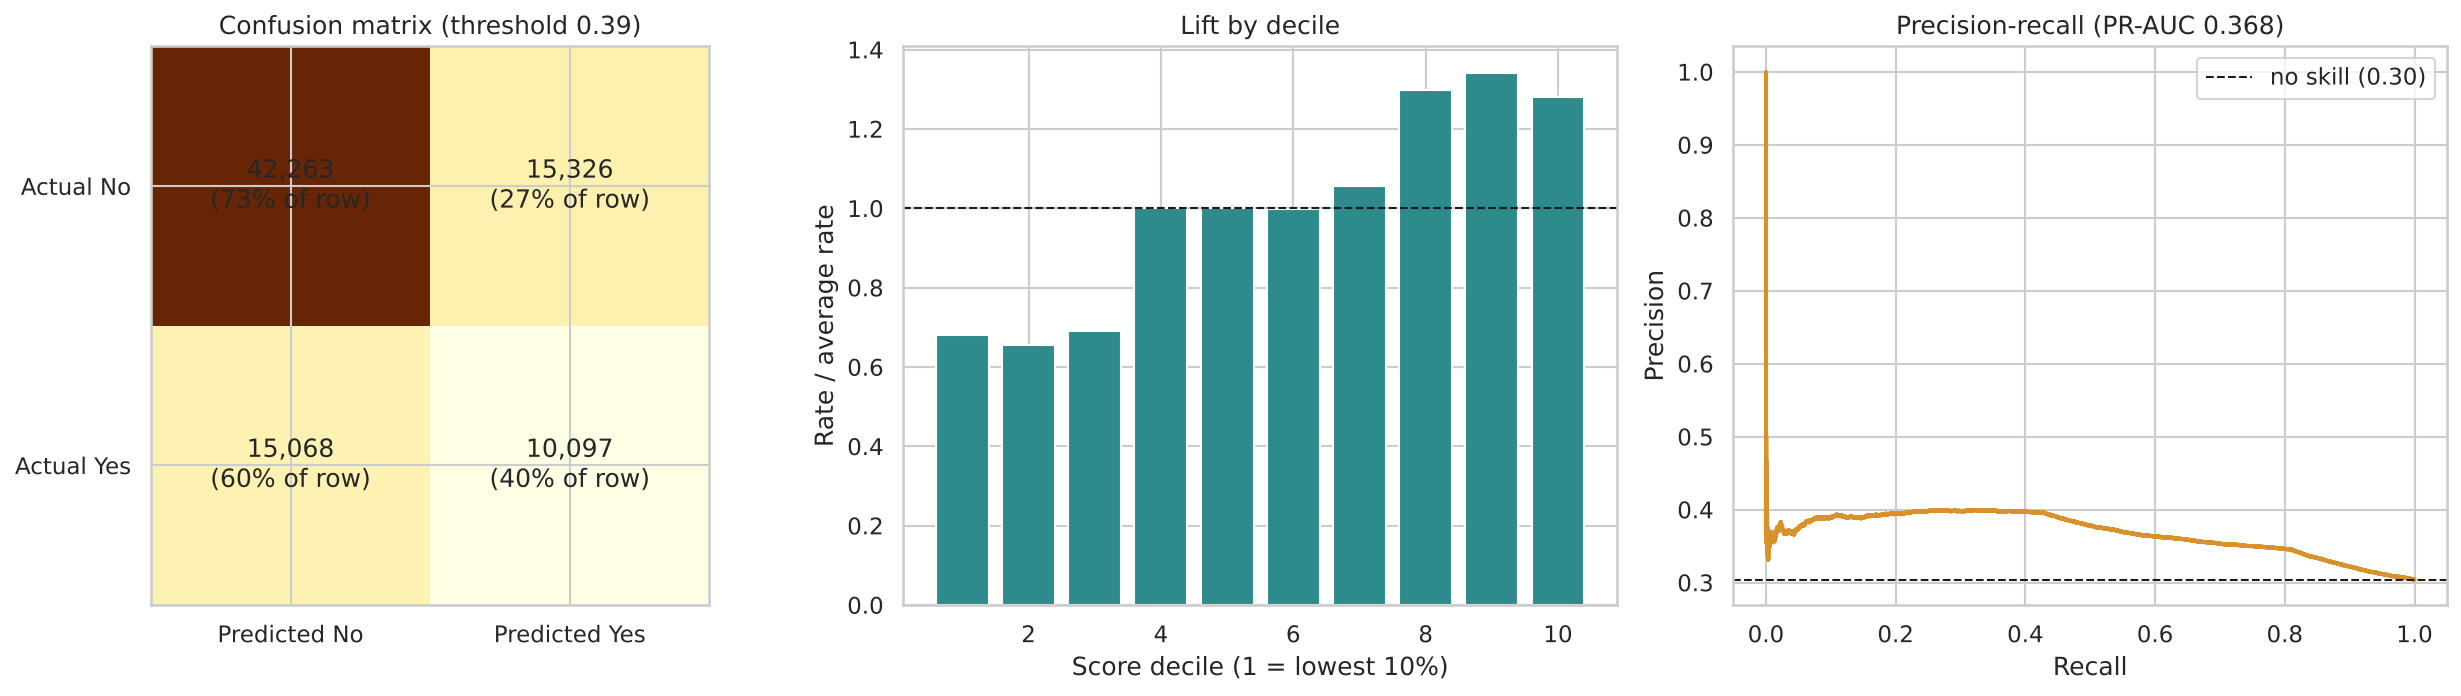 Confusion matrix (threshold 0.39)
Actual No
Actual Yes
42,263
(73% of row)
15,326
(27% of row)
15,068
(60% of row)
10,097
(40% of row)
Predicted No
Predicted Yes
Lift by decile
Rate / average rate
1.4
1.2
1.0
0.8
0.6
0.4
0.2
0.0
2
4
6
8
10
Score decile (1 = lowest 10%)
Precision-recall (PR-AUC 0.368)
no skill (0.30)
Precision
1.0
0.9
0.8
0.7
0.6
0.5
0.4
0.3
0.0
0.2
0.4
0.6
0.8
1.0
Recall